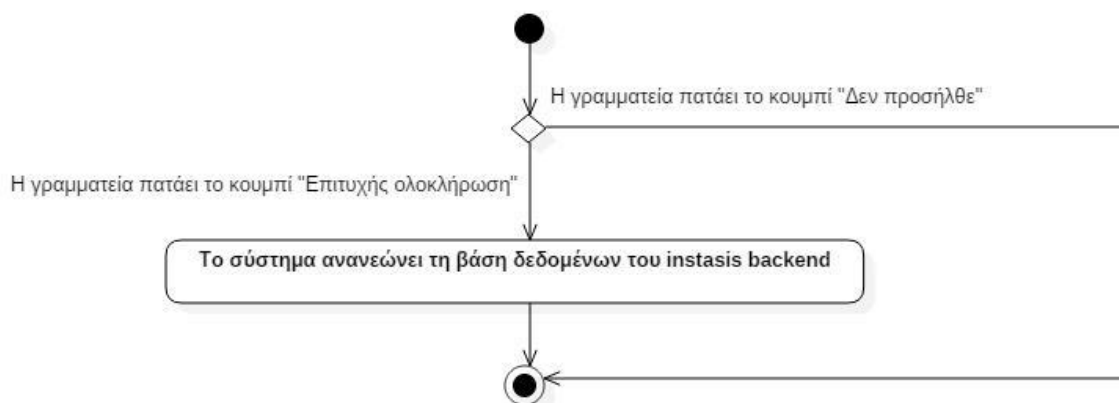 Η γραμματεία πατάει το κουμπί "Δεν προσήλθε"
Η γραμματεία πατάει το κουμπί "Επιτυχής ολοκλήρωση"
Το σύστημα ανανεώνει τη βάση δεδομένων του instasis backend